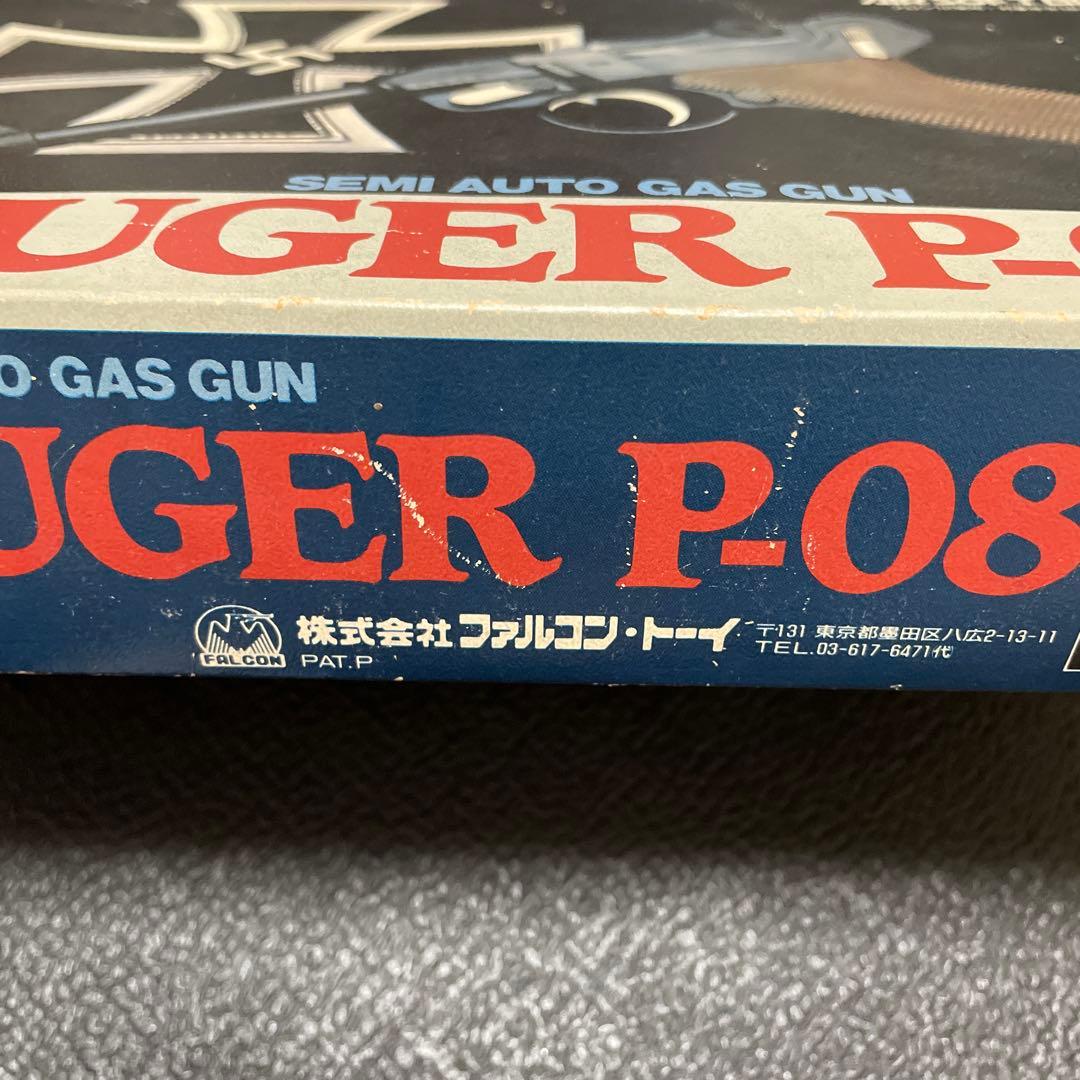 SEMI AUTO GAS GUN
UGER P-
O GAS GUN
UGER P-08
FALCON
株式会社 ファルコン・トーイ
PAT.P
〒131 東京都墨田区八広2-13-11
TEL.03-617-6471代